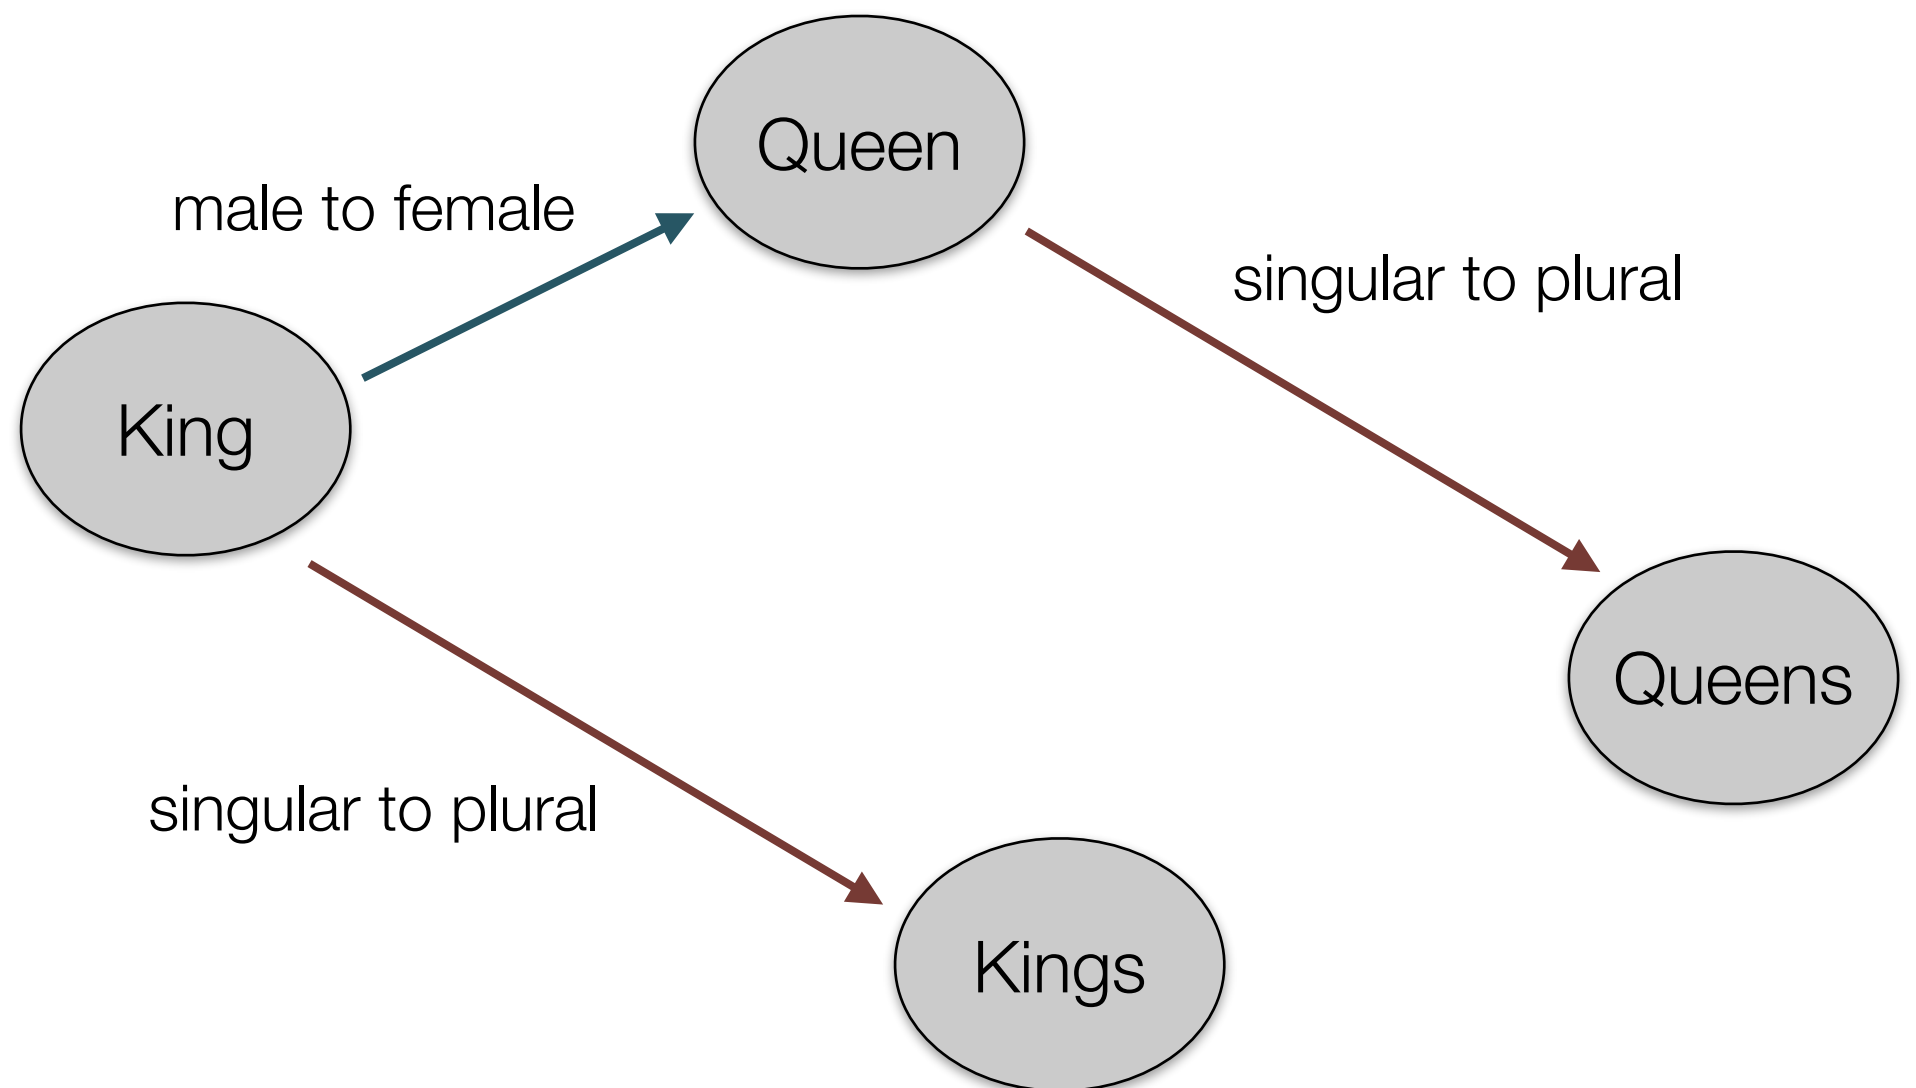 Queen
male to female
singular to plural
King
Queens
singular to plural
Kings